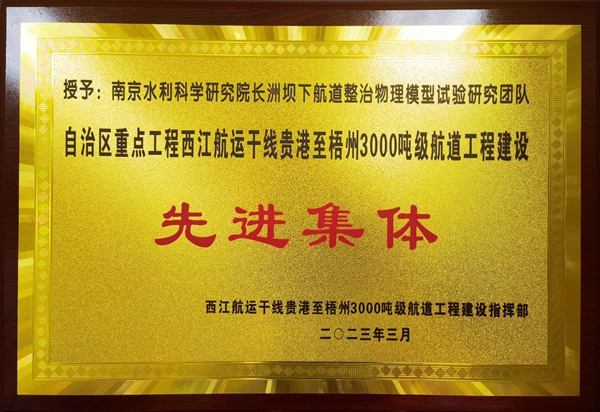 授予：南京水利科学研究院长洲坝下航道整治物理模型试验研究团队
自治区重点工程西江航运干线贵港至梧州3000吨级航道工程建设
先进集体
西江航运干线贵港至梧州3000吨级航道工程建设指挥部
二〇二三年三月